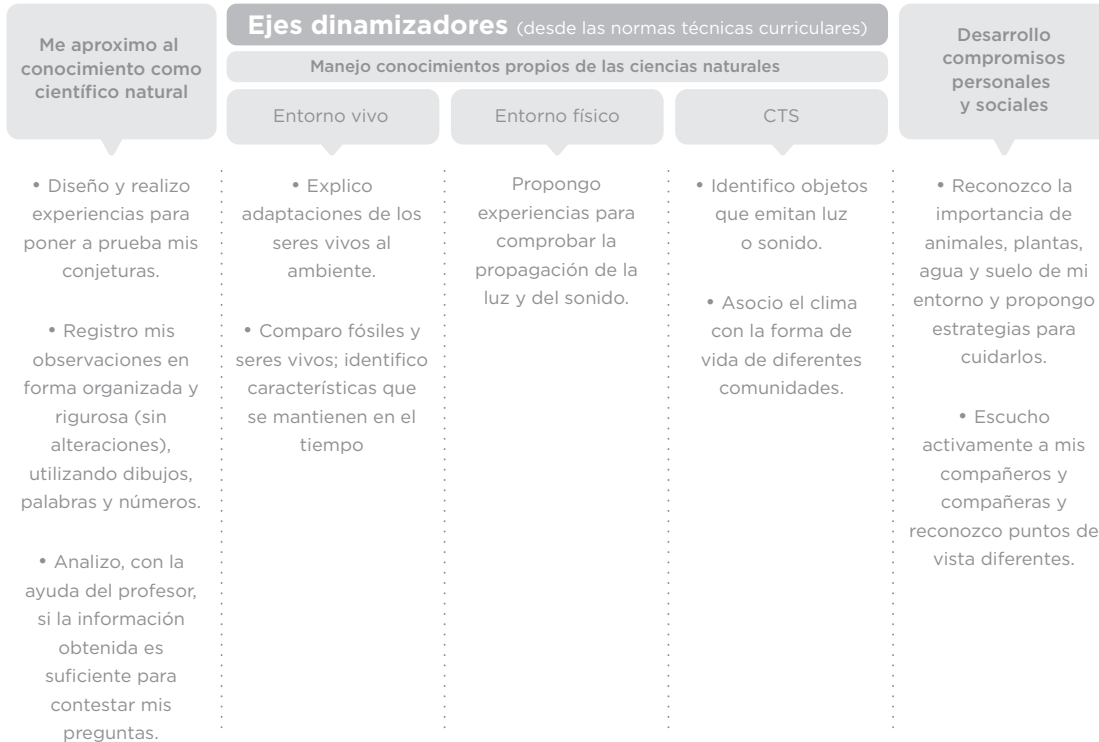 Me aproximo al
conocimiento como
científico natural
Ejes dinamizadores (desde las normas técnicas curriculares)
Manejo conocimientos propios de las ciencias naturales
Entorno vivo
Entorno físico
CTS
Desarrollo
compromisos
personales
y sociales
• Diseño y realizo
experiencias para
poner a prueba mis
conjeturas.
• Registro mis
observaciones en
forma organizada y
rigurosa (sin
alteraciones),
utilizando dibujos,
palabras y números.
• Analizo, con la
ayuda del profesor,
si la información
obtenida es
suficiente para
contestar mis
preguntas.
• Explico
adaptaciones de los
seres vivos al
ambiente.
• Comparo fósiles y
seres vivos; identifico
características que
se mantienen en el
tiempo
Propongo
experiencias para
comprobar la
propagación de la
luz y del sonido.
• Identifico objetos
que emitan luz
o sonido.
• Asocio el clima
con la forma de
vida de diferentes
comunidades.
• Reconozco la
importancia de
animales, plantas,
agua y suelo de mi
entorno y propongo
estrategias para
cuidarlos.
• Escucho
activamente a mis
compañeros y
compañeras y
reconozco puntos de
vista diferentes.